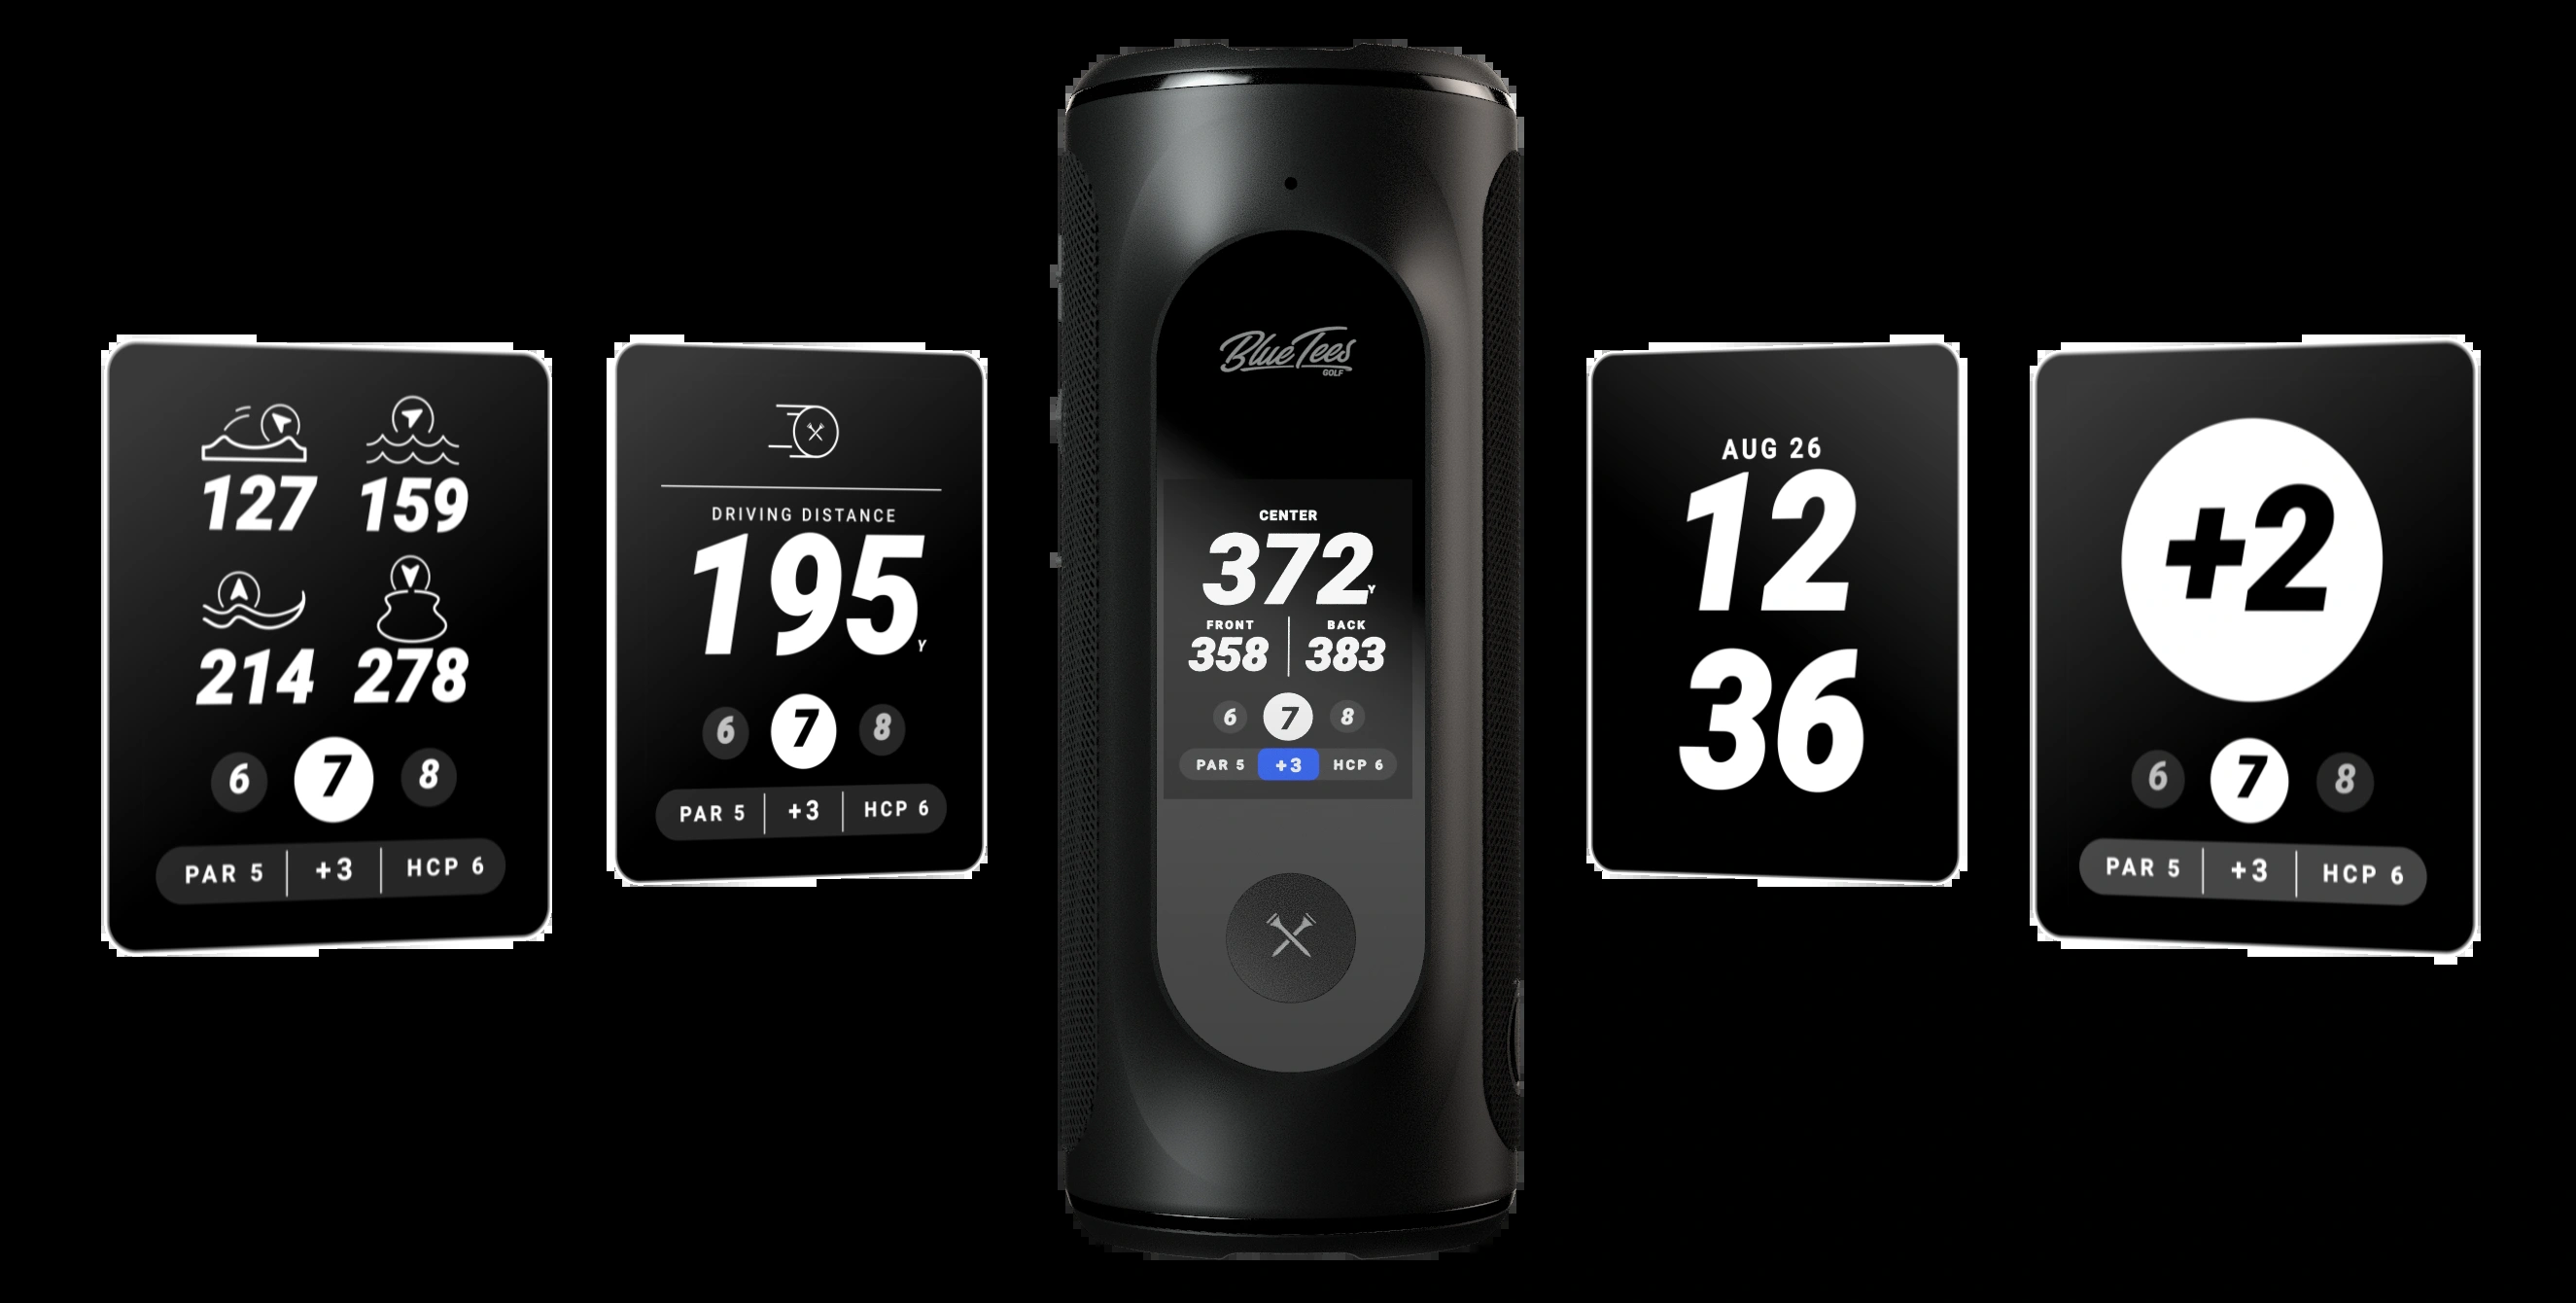 127 159
214 278
6 7 8
PAR 5 +3 HCP 6
DRIVING DISTANCE
195Y
6 7 8
PAR 5 +3 HCP 6
Blue Tees
GOLF
CENTER
372Y
FRONT BACK
358 383
6 7 8
PAR 5 +3 HCP 6
AUG 26
12
36
+2
6 7 8
PAR 5 +3 HCP 6